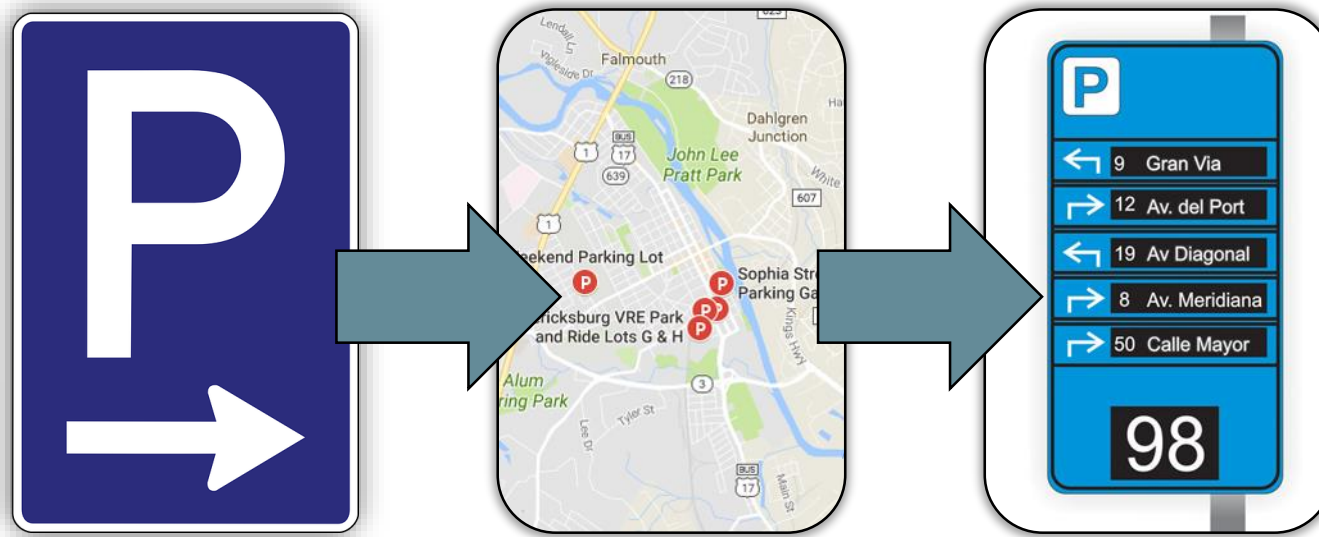 P
Lendall Ln
Falmouth
218
Dahlgren
Junction
BUS
1
17
John Lee
Pratt Park
639
White
607
1
eekend Parking Lot
P
P
Sophia Str
Parking Ga
P
P
ricksburg VRE Park
and Ride Lots G & H
P
Kings Hwy
3
Alum
ring Park
Tyler St
Lee Dr
BUS
17
Main St
P
9 Gran Via
12 Av. del Port
19 Av Diagonal
8 Av. Meridiana
50 Calle Mayor
98